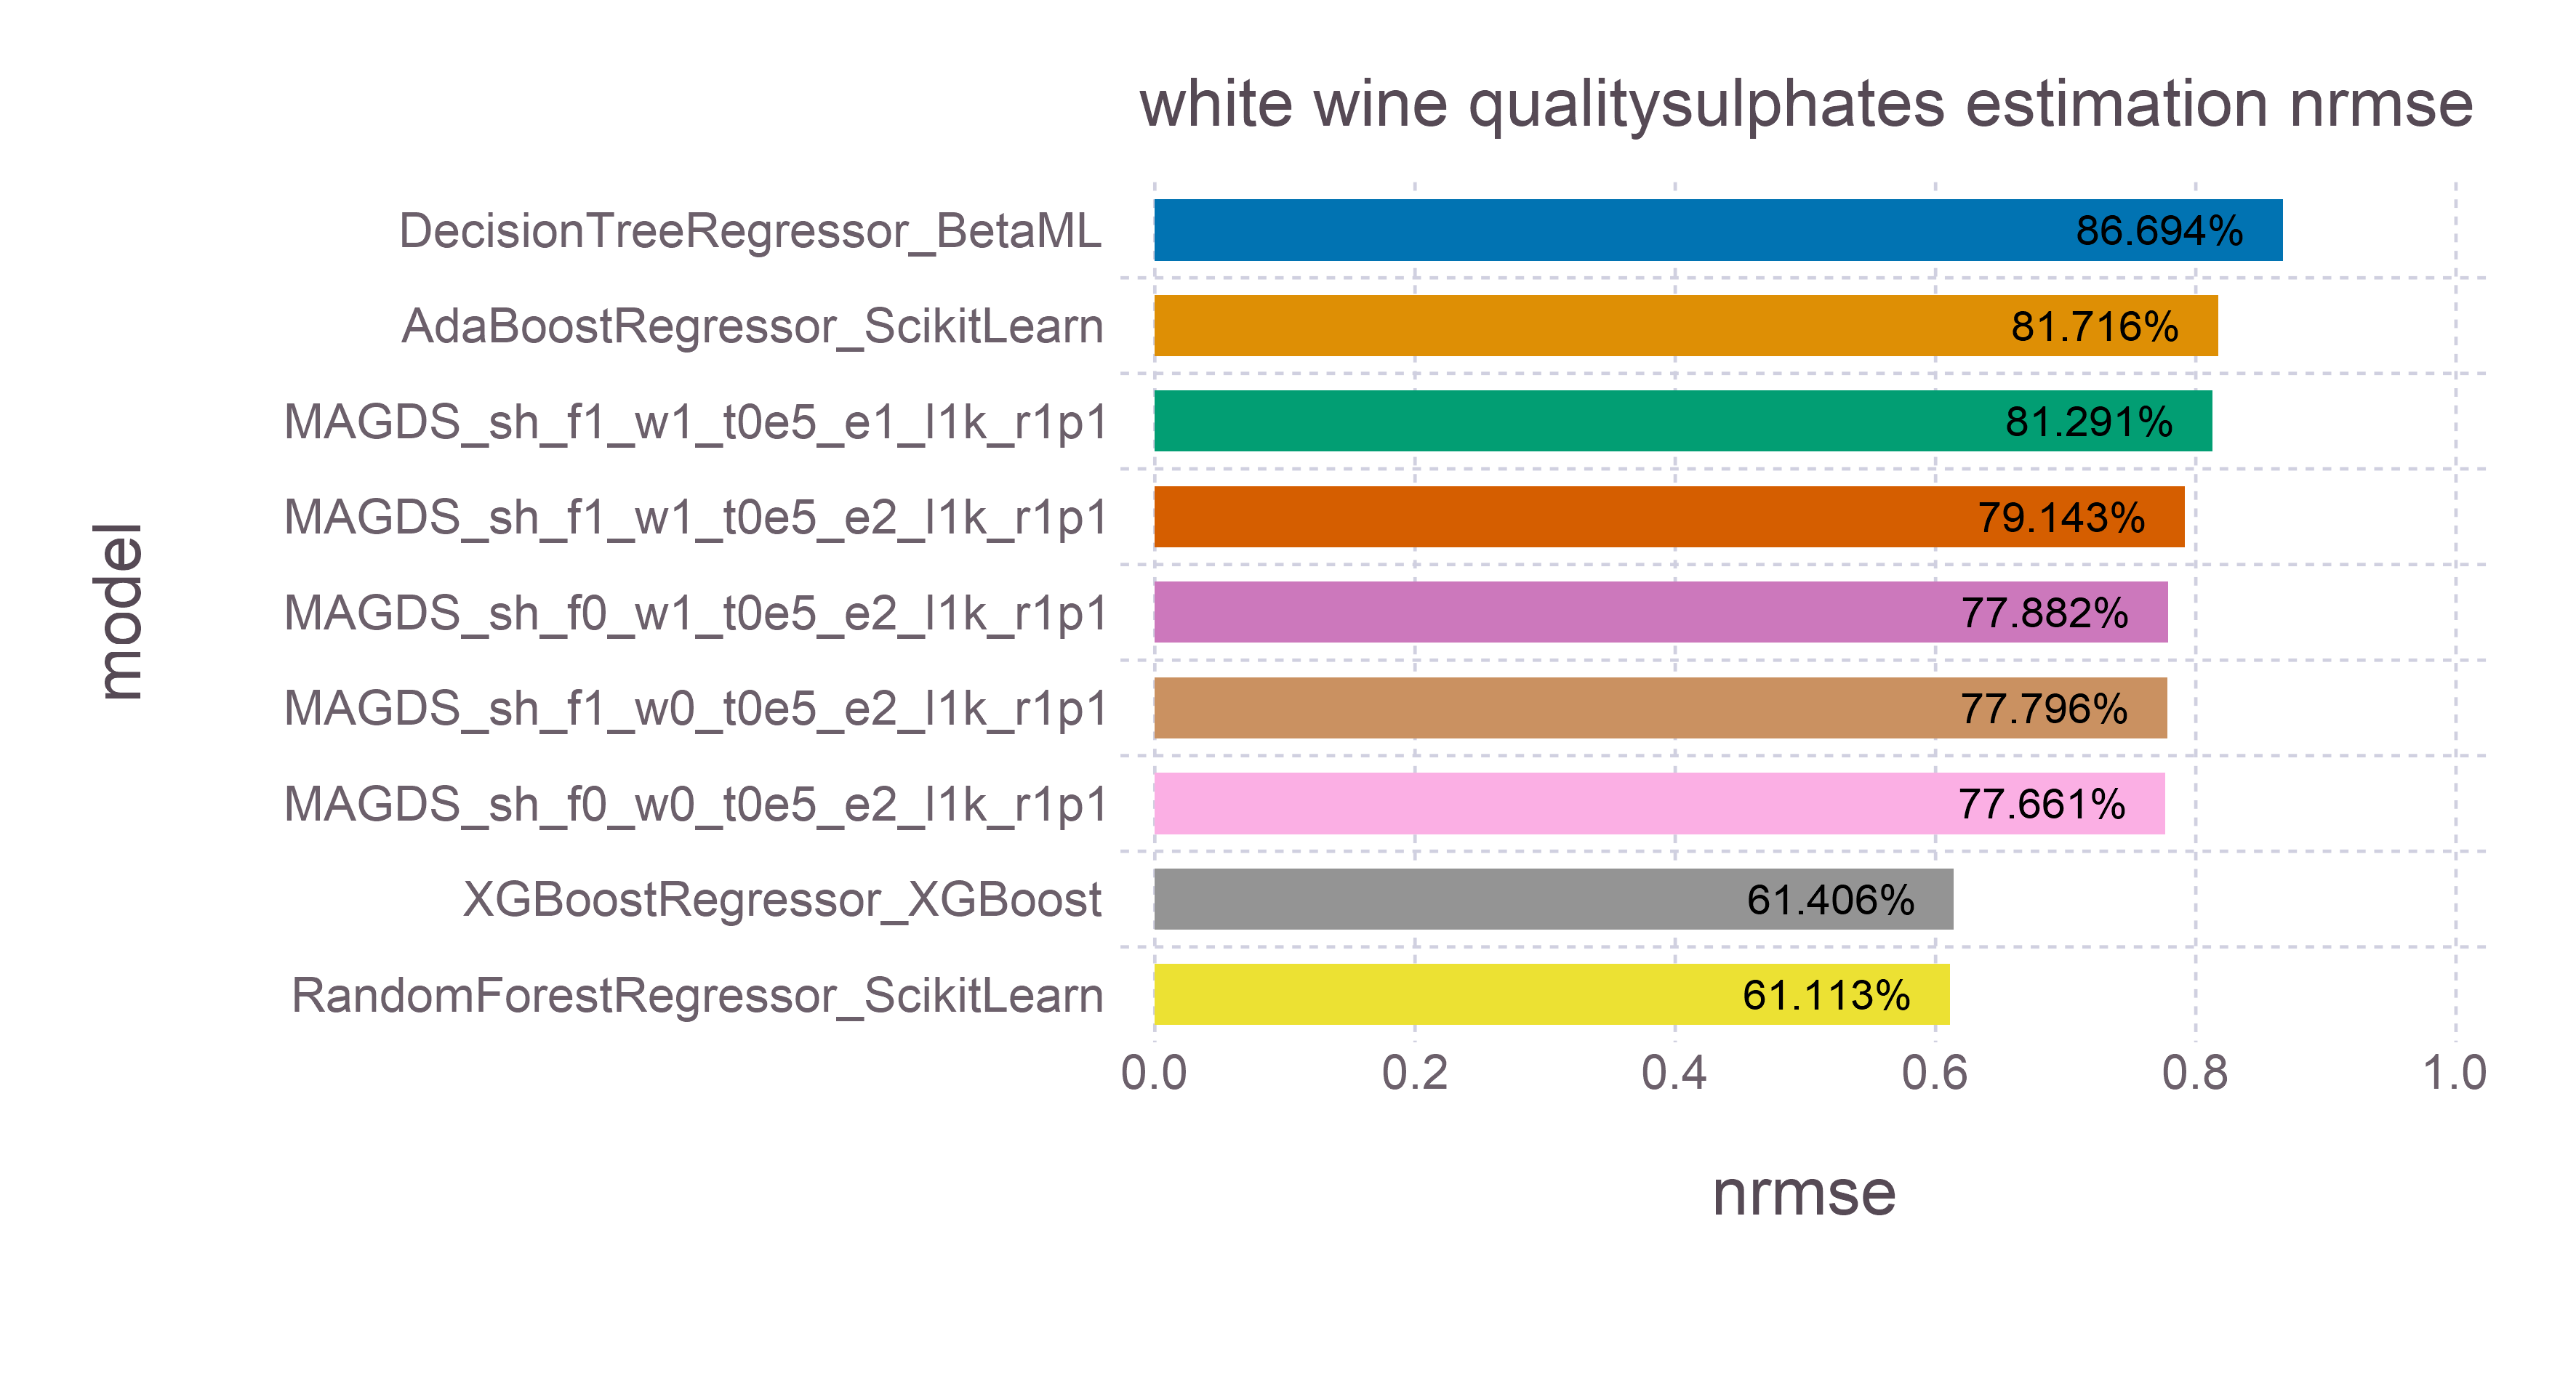 white wine qualitysulphates estimation nrmse
model
DecisionTreeRegressor_BetaML 86.694%
AdaBoostRegressor_ScikitLearn 81.716%
MAGDS_sh_f1_w1_t0e5_e1_l1k_r1p1 81.291%
MAGDS_sh_f1_w1_t0e5_e2_l1k_r1p1 79.143%
MAGDS_sh_f0_w1_t0e5_e2_l1k_r1p1 77.882%
MAGDS_sh_f1_w0_t0e5_e2_l1k_r1p1 77.796%
MAGDS_sh_f0_w0_t0e5_e2_l1k_r1p1 77.661%
XGBoostRegressor_XGBoost 61.406%
RandomForestRegressor_ScikitLearn 61.113%
0.0 0.2 0.4 0.6 0.8 1.0
nrmse